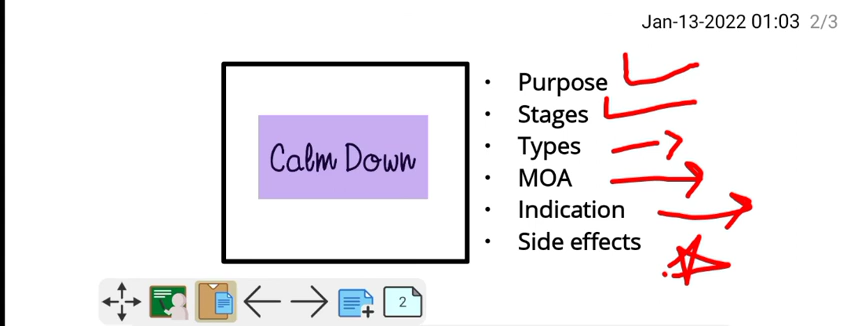 Jan-13-2022 01:03 2/3
Calm Down
• Purpose
• Stages
• Types
• MOA
• Indication
• Side effects
2